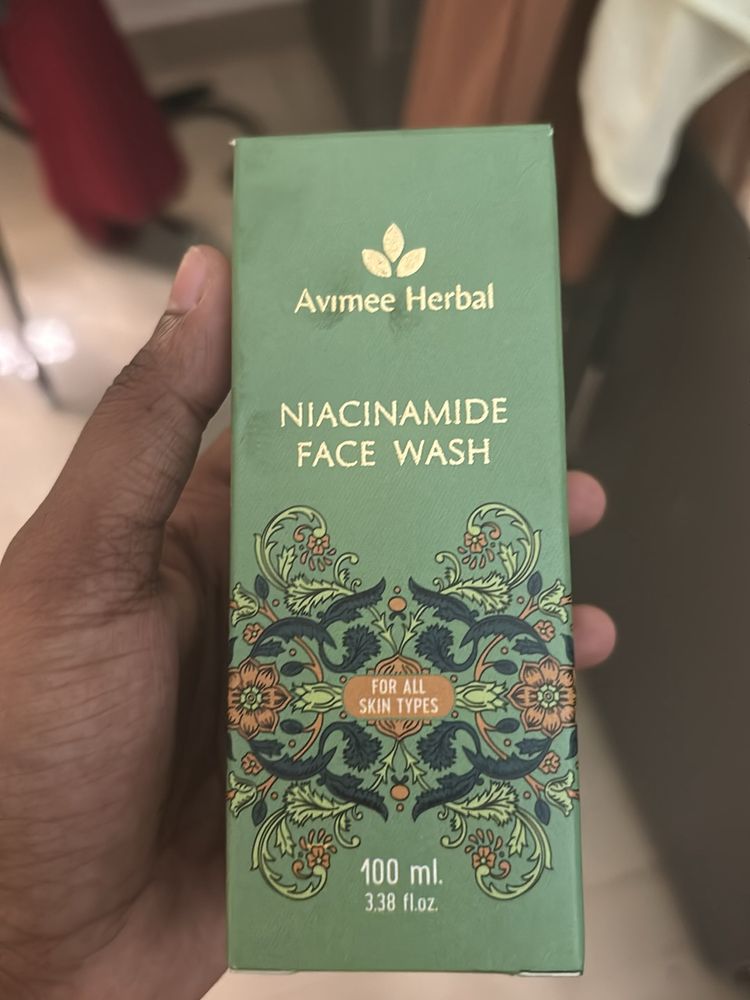 Avimee Herbal
NIACINAMIDE
FACE WASH
FOR ALL
SKIN TYPES
100 ml.
3.38 fl.oz.